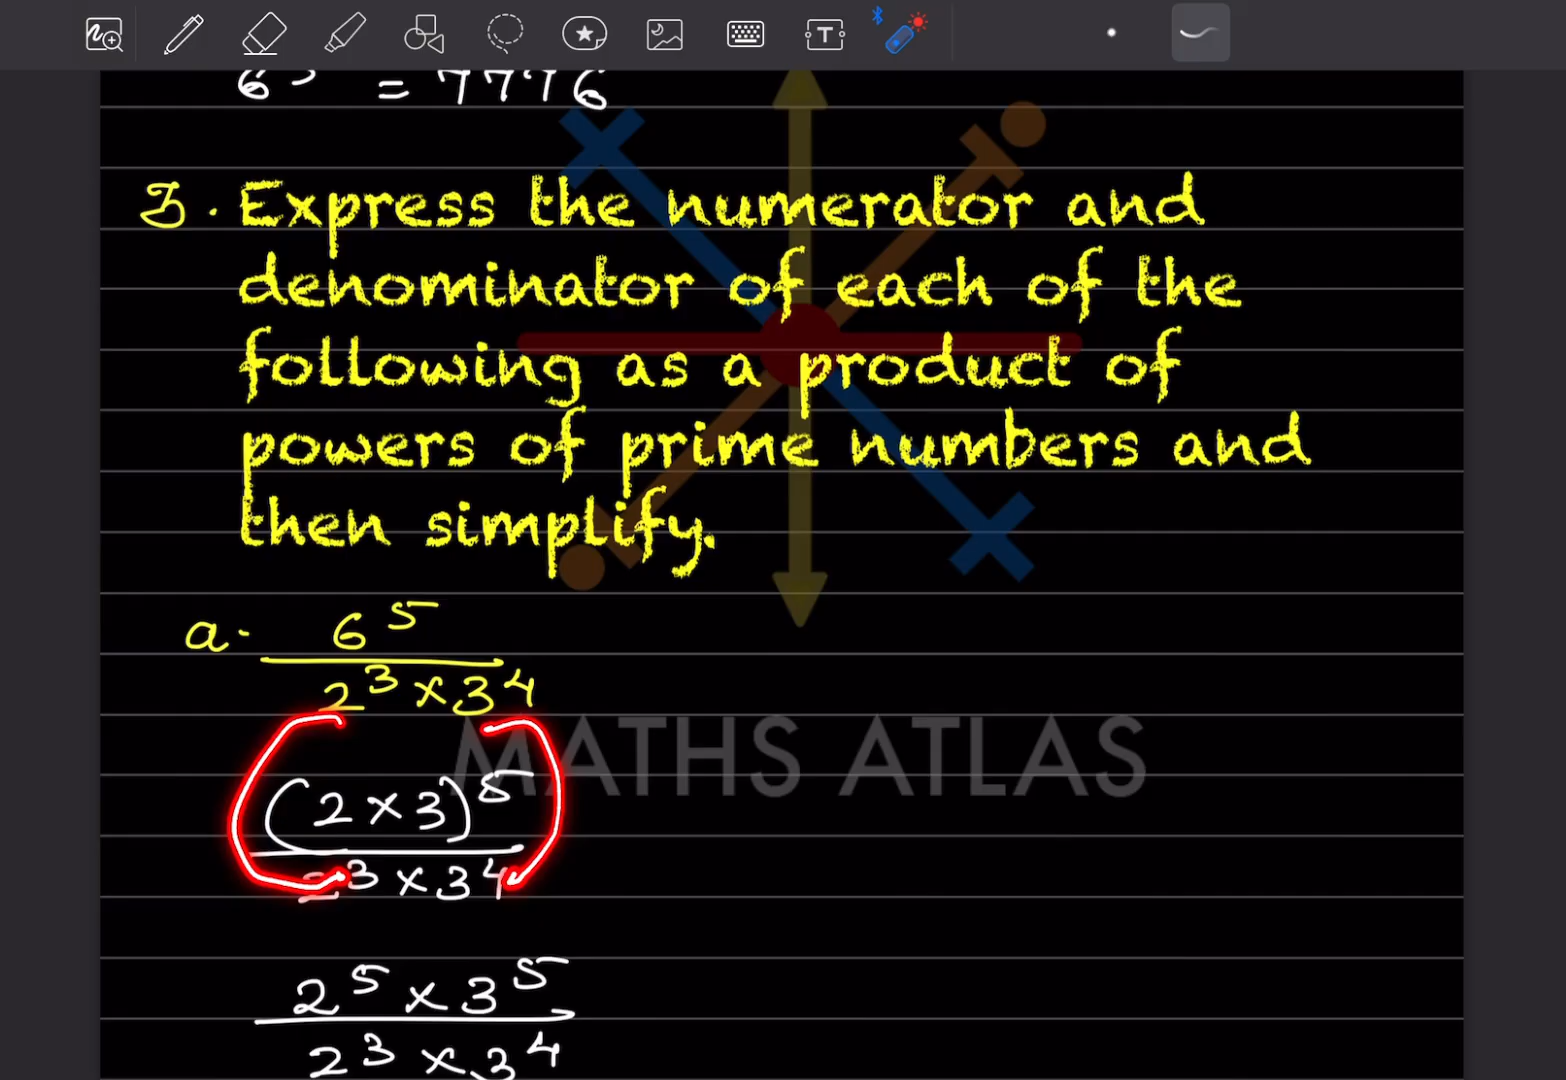 6⁵ = 7776
3. Express the numerator and
denominator of each of the
following as a product of
powers of prime numbers and
then simplify.
a. 6⁵
2³ × 3⁴
MATHS ATLAS
(2 × 3)⁵
2³ × 3⁴
2⁵ × 3⁵
2³ × 3⁴